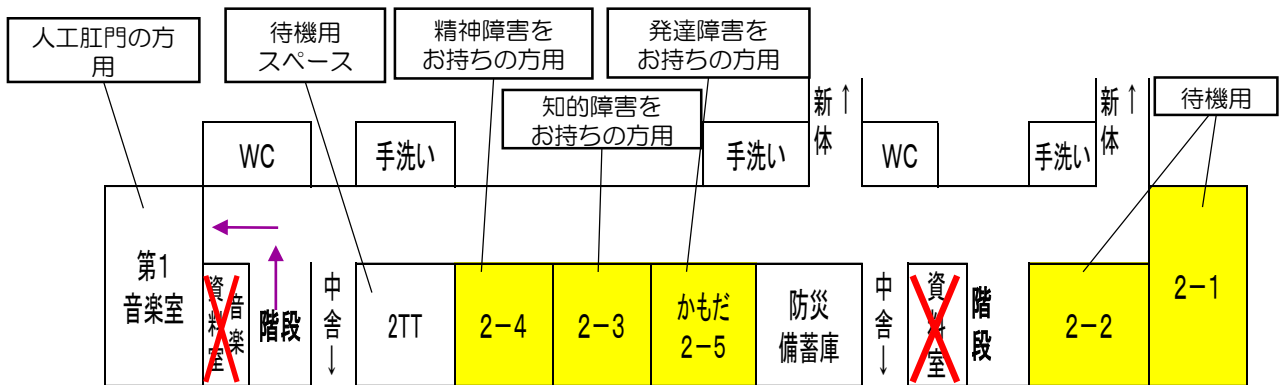 人工肛門の方
用
待機用
スペース
精神障害を
お持ちの方用
発達障害を
お持ちの方用
知的障害を
お持ちの方用
待機用
新体↑
新体↑
WC
手洗い
手洗い
WC
手洗い
第1
音楽室
音楽
資料室
階段
中舎↓
2TT
2-4
2-3
かもだ
2-5
防災
備蓄庫
中舎↓
資料室
階段
2-2
2-1